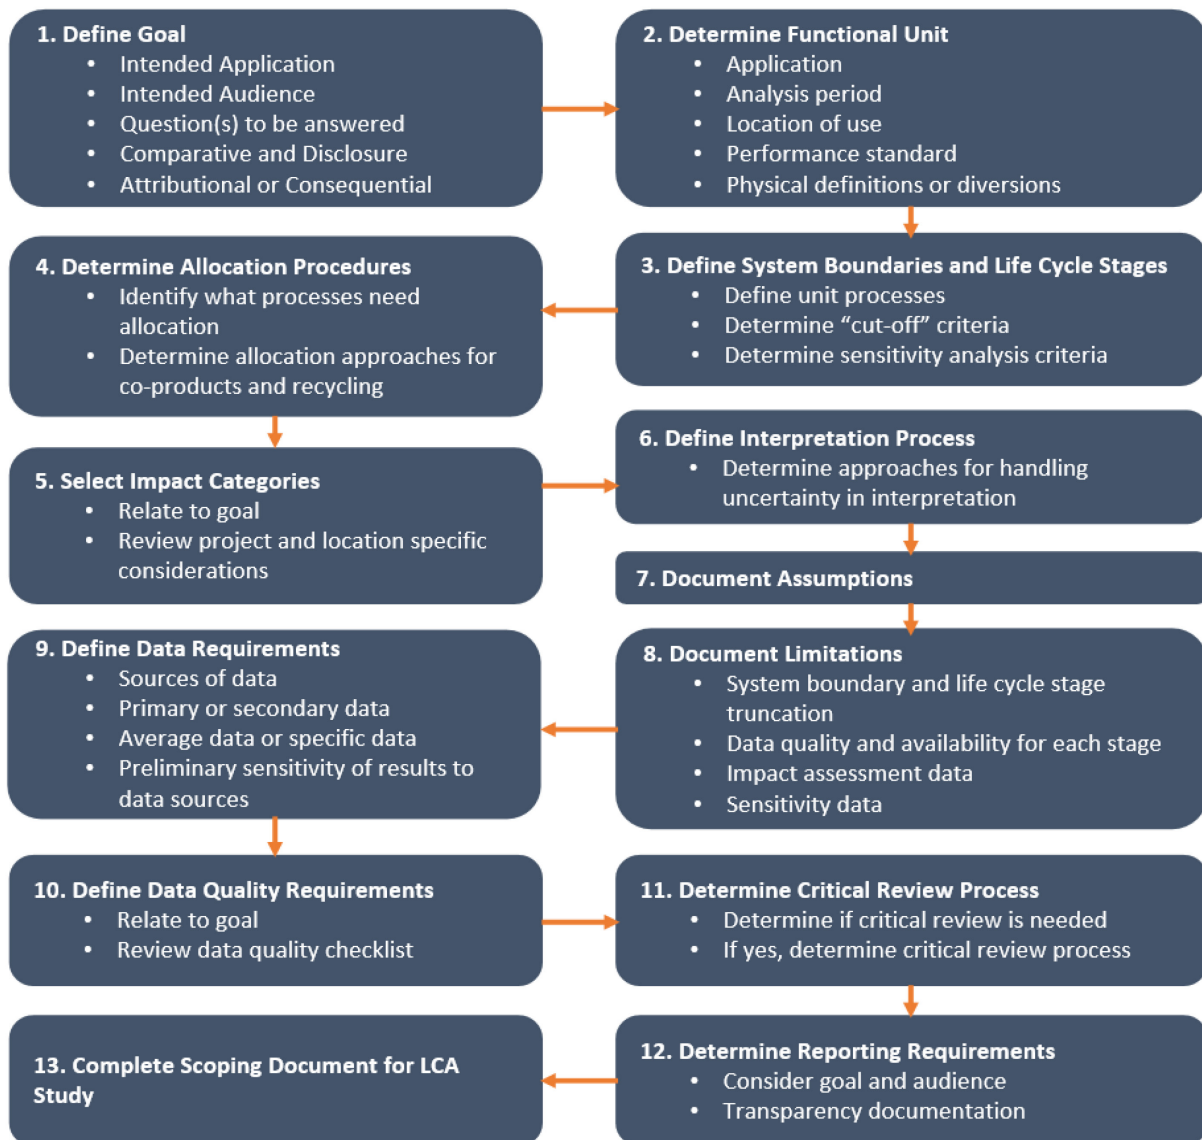 1. Define Goal
• Intended Application
• Intended Audience
• Question(s) to be answered
• Comparative and Disclosure
• Attributional or Consequential
2. Determine Functional Unit
• Application
• Analysis period
• Location of use
• Performance standard
• Physical definitions or diversions
3. Define System Boundaries and Life Cycle Stages
• Define unit processes
• Determine “cut-off” criteria
• Determine sensitivity analysis criteria
4. Determine Allocation Procedures
• Identify what processes need
allocation
• Determine allocation approaches for
co-products and recycling
5. Select Impact Categories
• Relate to goal
• Review project and location specific
considerations
6. Define Interpretation Process
• Determine approaches for handling
uncertainty in interpretation
7. Document Assumptions
8. Document Limitations
• System boundary and life cycle stage
truncation
• Data quality and availability for each stage
• Impact assessment data
• Sensitivity data
9. Define Data Requirements
• Sources of data
• Primary or secondary data
• Average data or specific data
• Preliminary sensitivity of results to
data sources
10. Define Data Quality Requirements
• Relate to goal
• Review data quality checklist
11. Determine Critical Review Process
• Determine if critical review is needed
• If yes, determine critical review process
12. Determine Reporting Requirements
• Consider goal and audience
• Transparency documentation
13. Complete Scoping Document for LCA
Study